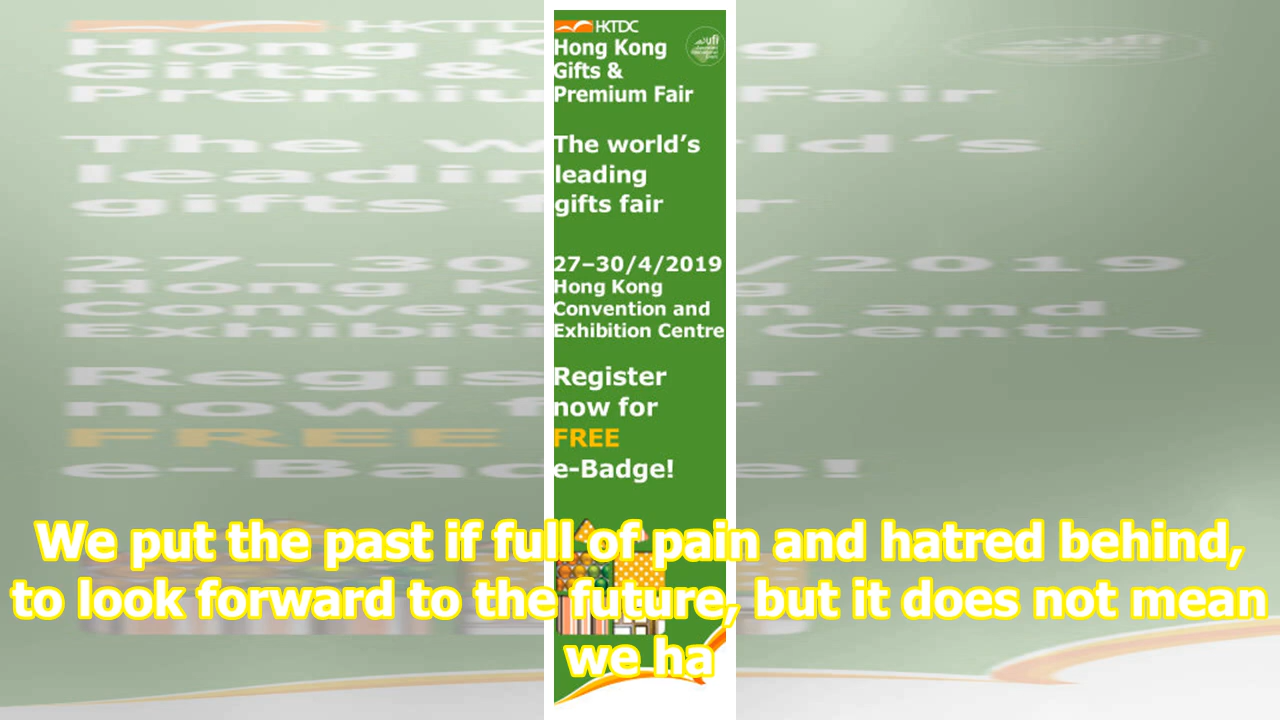 HKTDC
Hong Kong
Gifts &
Premium Fair
ufi
The world's
leading
gifts fair
27–30/4/2019
Hong Kong
Convention and
Exhibition Centre
Register
now for
FREE
e-Badge!
We put the past if full of pain and hatred behind,
to look forward to the future, but it does not mean
we ha